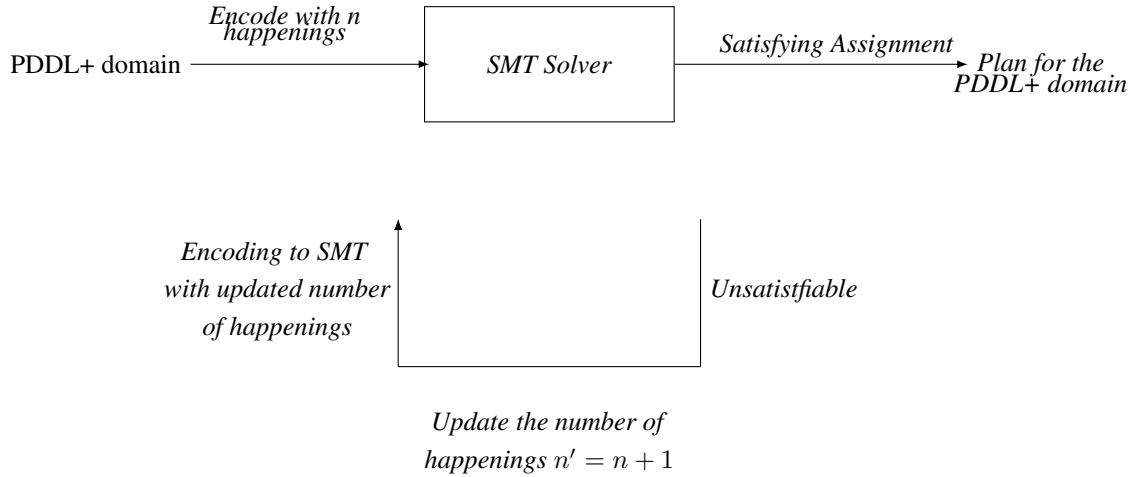 Encode with n
happenings
PDDL+ domain
SMT Solver
Satisfying Assignment
Plan for the
PDDL+ domain
Encoding to SMT
with updated number
of happenings
Unsatistfiable
Update the number of
happenings n′ = n + 1